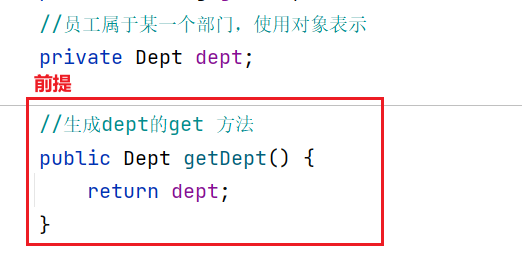 //员工属于某一个部门，使用对象表示
private Dept dept;
前提
//生成dept的get 方法
public Dept getDept() {
    return dept;
}